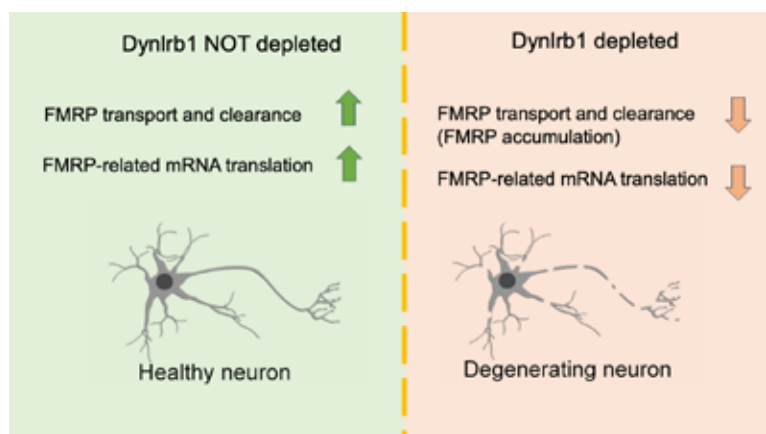 Dynlrb1 NOT depleted
FMRP transport and clearance
FMRP-related mRNA translation
Healthy neuron
Dynlrb1 depleted
FMRP transport and clearance
(FMRP accumulation)
FMRP-related mRNA translation
Degenerating neuron